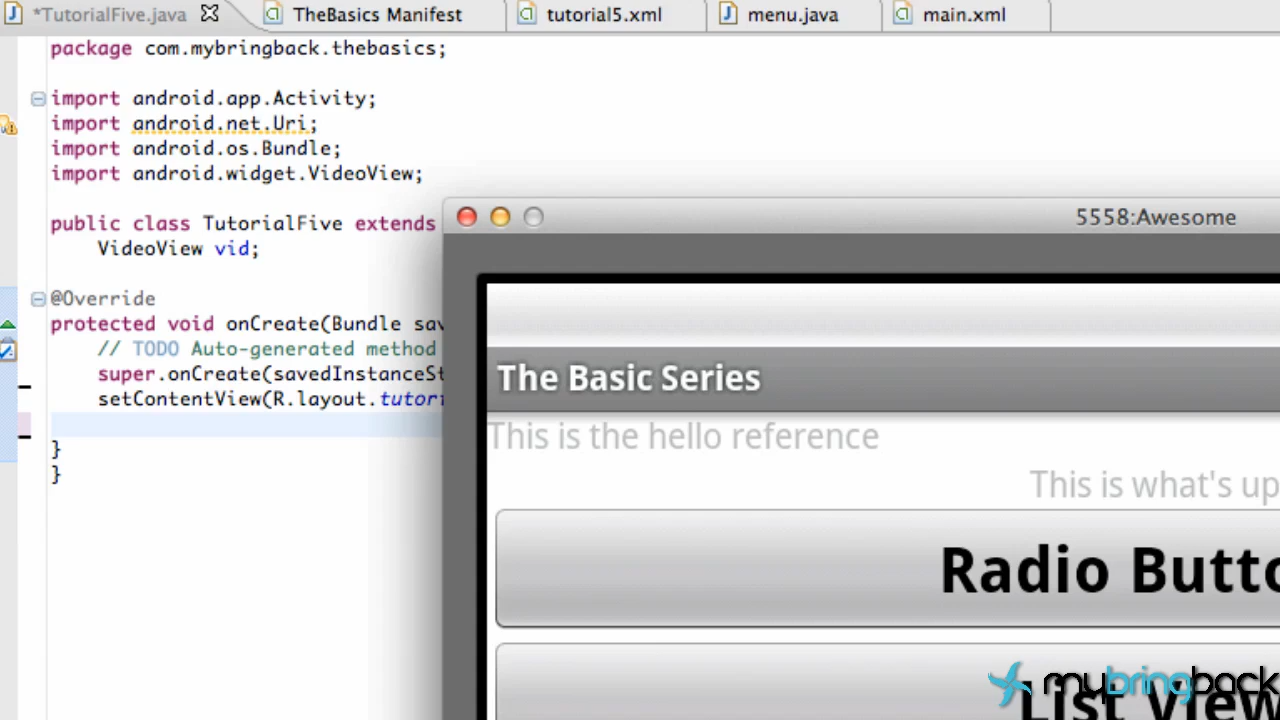 *TutorialFive.java
TheBasics Manifest
tutorial5.xml
menu.java
main.xml
package com.mybringback.thebasics;
import android.app.Activity;
import android.net.Uri;
import android.os.Bundle;
import android.widget.VideoView;
public class TutorialFive extends
VideoView vid;
@Override
protected void onCreate(Bundle sav
// TODO Auto-generated method
super.onCreate(savedInstanceSt
setContentView(R.layout.tutori
}
}
5558:Awesome
The Basic Series
This is the hello reference
This is what's up
Radio Butto
List View
mybringback